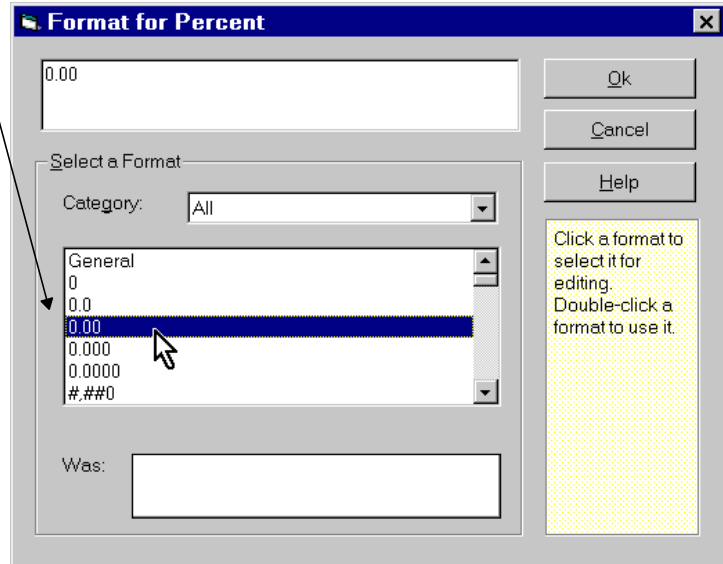 Format for Percent
0.00
Ok
Cancel
Help
Select a Format
Category:
All
General
0
0.0
0.00
0.000
0.0000
#,##0
Was:
Click a format to
select it for
editing.
Double-click a
format to use it.